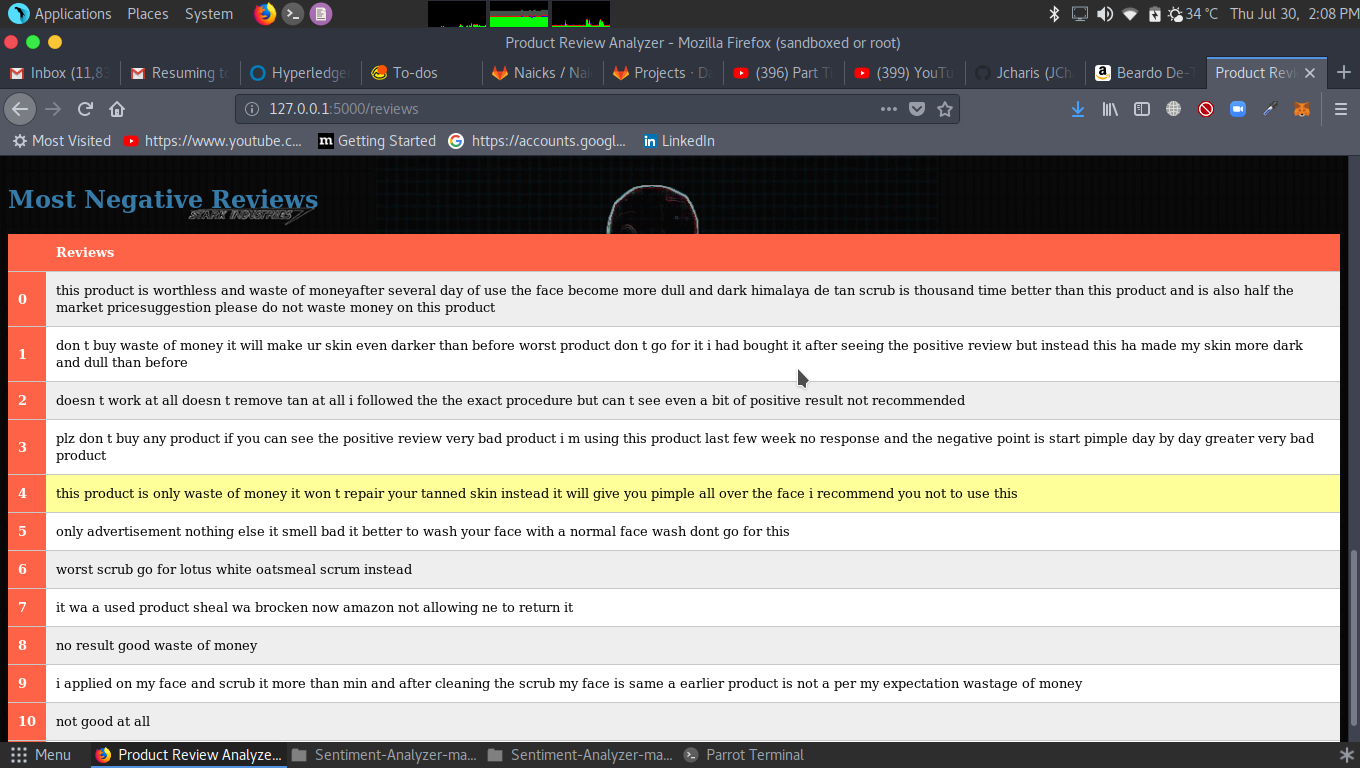 Applications Places System 34 °C Thu Jul 30, 2:08 PM
Product Review Analyzer - Mozilla Firefox (sandboxed or root)
Inbox (11,8 Resuming to Hyperledger To-dos Naicks / Nai Projects · D (396) Part T (399) YouTu Jcharis (JCh Beardo De-T Product Revi
127.0.0.1:5000/reviews
Most Visited https://www.youtube.c... m Getting Started G https://accounts.googl... in LinkedIn
Most Negative Reviews
STARK INDUSTRIES
Reviews
0 this product is worthless and waste of moneyafter several day of use the face become more dull and dark himalaya de tan scrub is thousand time better than this product and is also half the
market pricesuggestion please do not waste money on this product
1 don t buy waste of money it will make ur skin even darker than before worst product don t go for it i had bought it after seeing the positive review but instead this ha made my skin more dark
and dull than before
2 doesn t work at all doesn t remove tan at all i followed the the exact procedure but can t see even a bit of positive result not recommended
3 plz don t buy any product if you can see the positive review very bad product i m using this product last few week no response and the negative point is start pimple day by day greater very bad
product
4 this product is only waste of money it won t repair your tanned skin instead it will give you pimple all over the face i recommend you not to use this
5 only advertisement nothing else it smell bad it better to wash your face with a normal face wash dont go for this
6 worst scrub go for lotus white oatsmeal scrum instead
7 it wa a used product sheal wa brocken now amazon not allowing ne to return it
8 no result good waste of money
9 i applied on my face and scrub it more than min and after cleaning the scrub my face is same a earlier product is not a per my expectation wastage of money
10 not good at all
Menu Product Review Analyze... Sentiment-Analyzer-ma... Sentiment-Analyzer-ma... Parrot Terminal